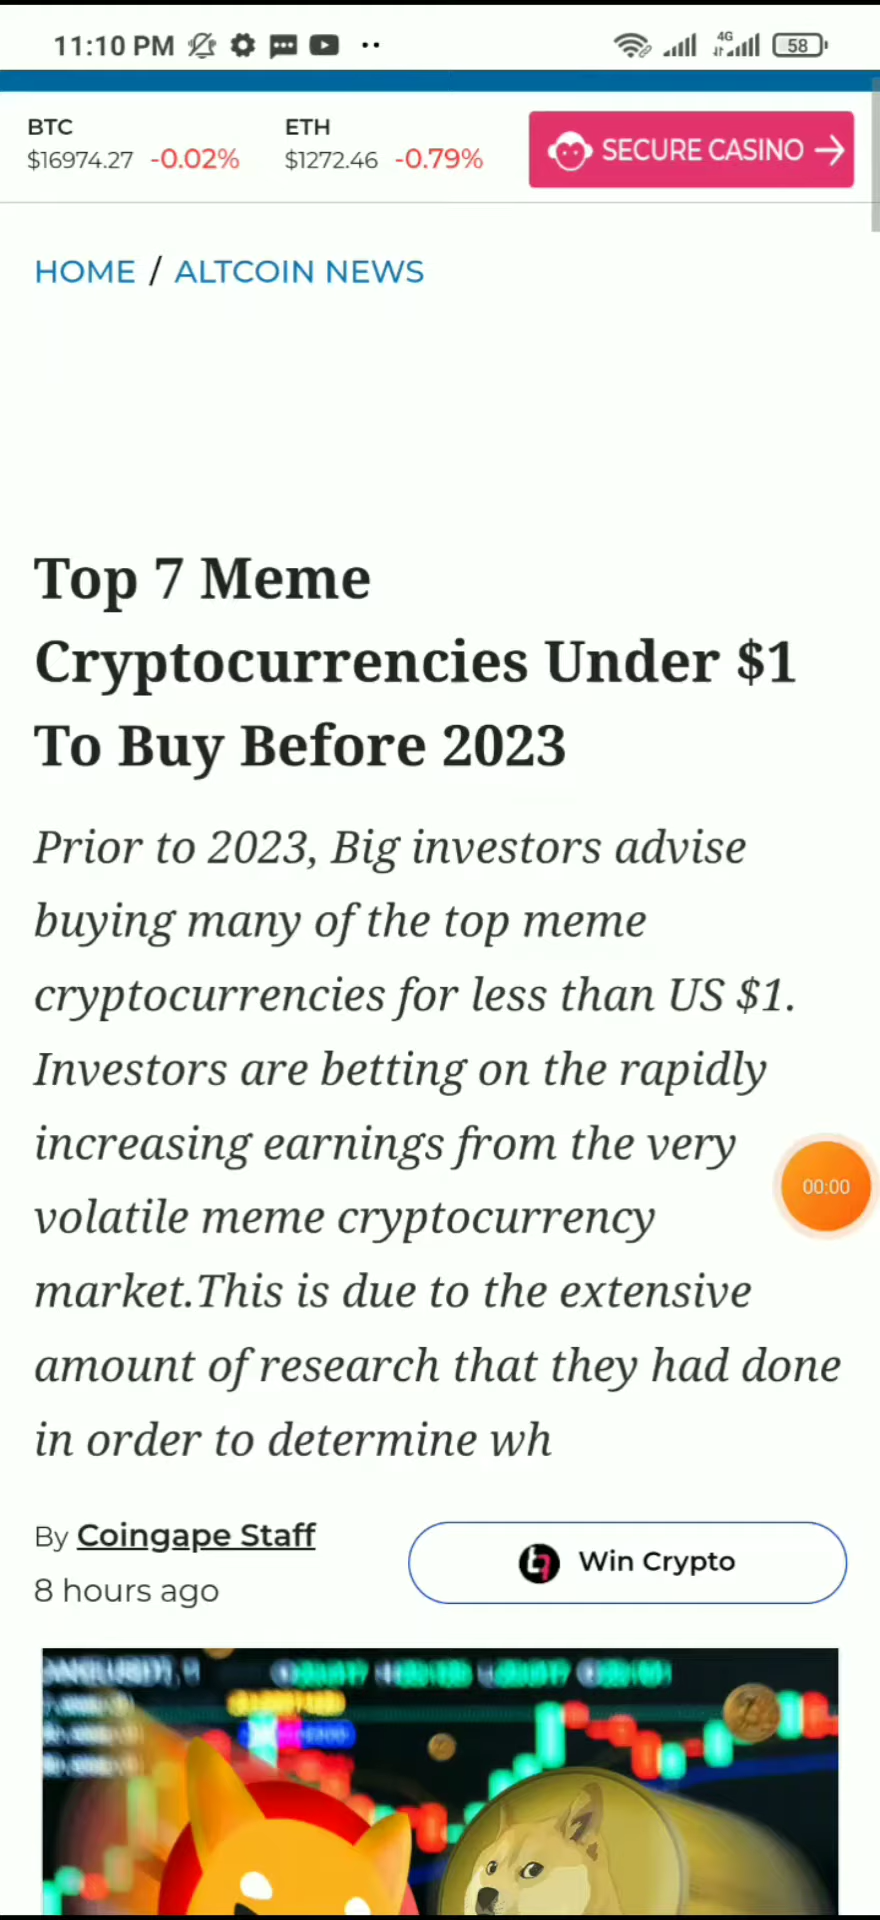 11:10 PM
4G
58
BTC
$16974.27 -0.02%
ETH
$1272.46 -0.79%
SECURE CASINO
HOME / ALTCOIN NEWS
Top 7 Meme
Cryptocurrencies Under $1
To Buy Before 2023
Prior to 2023, Big investors advise
buying many of the top meme
cryptocurrencies for less than US $1.
Investors are betting on the rapidly
increasing earnings from the very
volatile meme cryptocurrency
market.This is due to the extensive
amount of research that they had done
in order to determine wh
00:00
By Coingape Staff
8 hours ago
Win Crypto